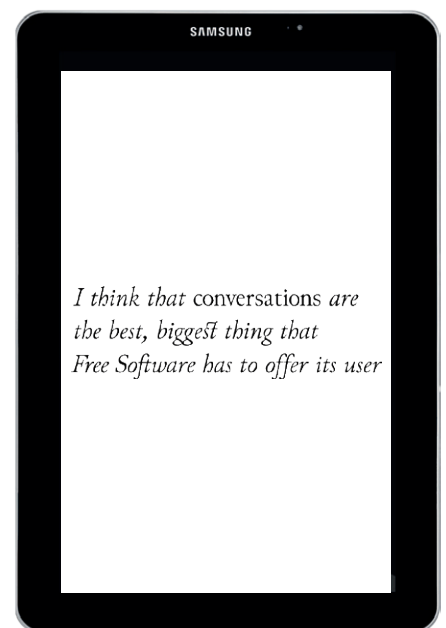 SAMSUNG
I think that conversations are
the best, biggest thing that
Free Software has to offer its user